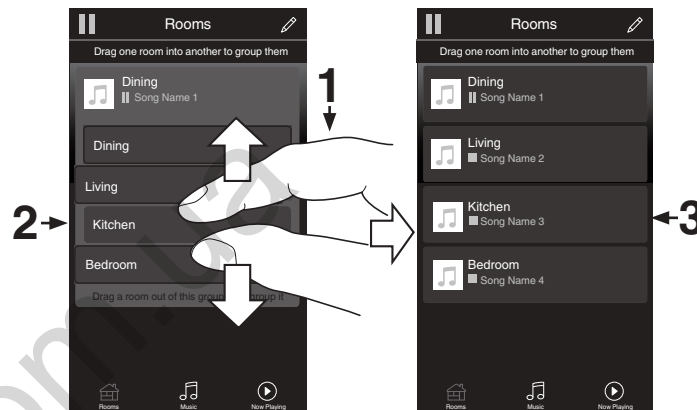 Rooms
Drag one room into another to group them
Dining
Song Name 1
Dining
Living
Kitchen
Bedroom
Drag a room out of this group
it
Rooms
Music
Now Playing
1
2
Rooms
Drag one room into another to group them
Dining
Song Name 1
Living
Song Name 2
Kitchen
Song Name 3
Bedroom
Song Name 4
Rooms
Music
Now Playing
3
om.ua